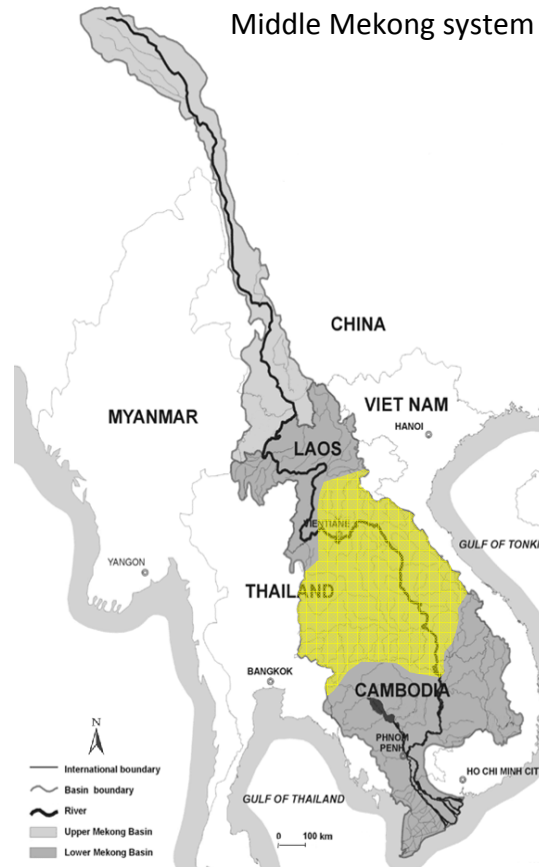 Middle Mekong system
CHINA
MYANMAR
VIET NAM
HANOI
LAOS
VIENTIANE
GULF OF TONKI
YANGON
THAILAND
BANGKOK
CAMBODIA
PHNOM
PENH
N
HO CHI MINH CIT
International boundary
Basin boundary
River
Upper Mekong Basin
Lower Mekong Basin
GULF OF THAILAND
0 100 km